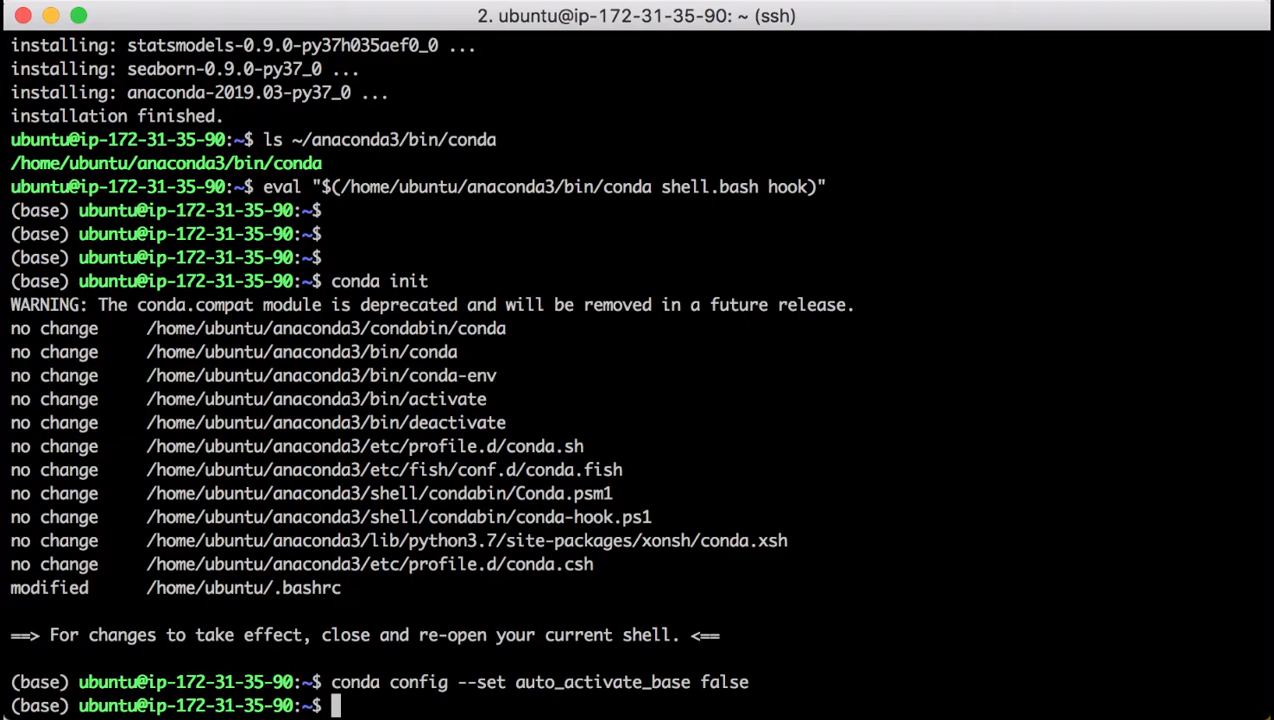 2. ubuntu@ip-172-31-35-90: ~ (ssh)
installing: statsmodels-0.9.0-py37h035aef0_0 ...
installing: seaborn-0.9.0-py37_0 ...
installing: anaconda-2019.03-py37_0 ...
installation finished.
ubuntu@ip-172-31-35-90:~$ ls ~/anaconda3/bin/conda
/home/ubuntu/anaconda3/bin/conda
ubuntu@ip-172-31-35-90:~$ eval "$(/home/ubuntu/anaconda3/bin/conda shell.bash hook)"
(base) ubuntu@ip-172-31-35-90:~$
(base) ubuntu@ip-172-31-35-90:~$
(base) ubuntu@ip-172-31-35-90:~$
(base) ubuntu@ip-172-31-35-90:~$ conda init
WARNING: The conda.compat module is deprecated and will be removed in a future release.
no change     /home/ubuntu/anaconda3/condabin/conda
no change     /home/ubuntu/anaconda3/bin/conda
no change     /home/ubuntu/anaconda3/bin/conda-env
no change     /home/ubuntu/anaconda3/bin/activate
no change     /home/ubuntu/anaconda3/bin/deactivate
no change     /home/ubuntu/anaconda3/etc/profile.d/conda.sh
no change     /home/ubuntu/anaconda3/etc/fish/conf.d/conda.fish
no change     /home/ubuntu/anaconda3/shell/condabin/Conda.psm1
no change     /home/ubuntu/anaconda3/shell/condabin/conda-hook.ps1
no change     /home/ubuntu/anaconda3/lib/python3.7/site-packages/xonsh/conda.xsh
no change     /home/ubuntu/anaconda3/etc/profile.d/conda.csh
modified      /home/ubuntu/.bashrc
==> For changes to take effect, close and re-open your current shell. <==
(base) ubuntu@ip-172-31-35-90:~$ conda config --set auto_activate_base false
(base) ubuntu@ip-172-31-35-90:~$